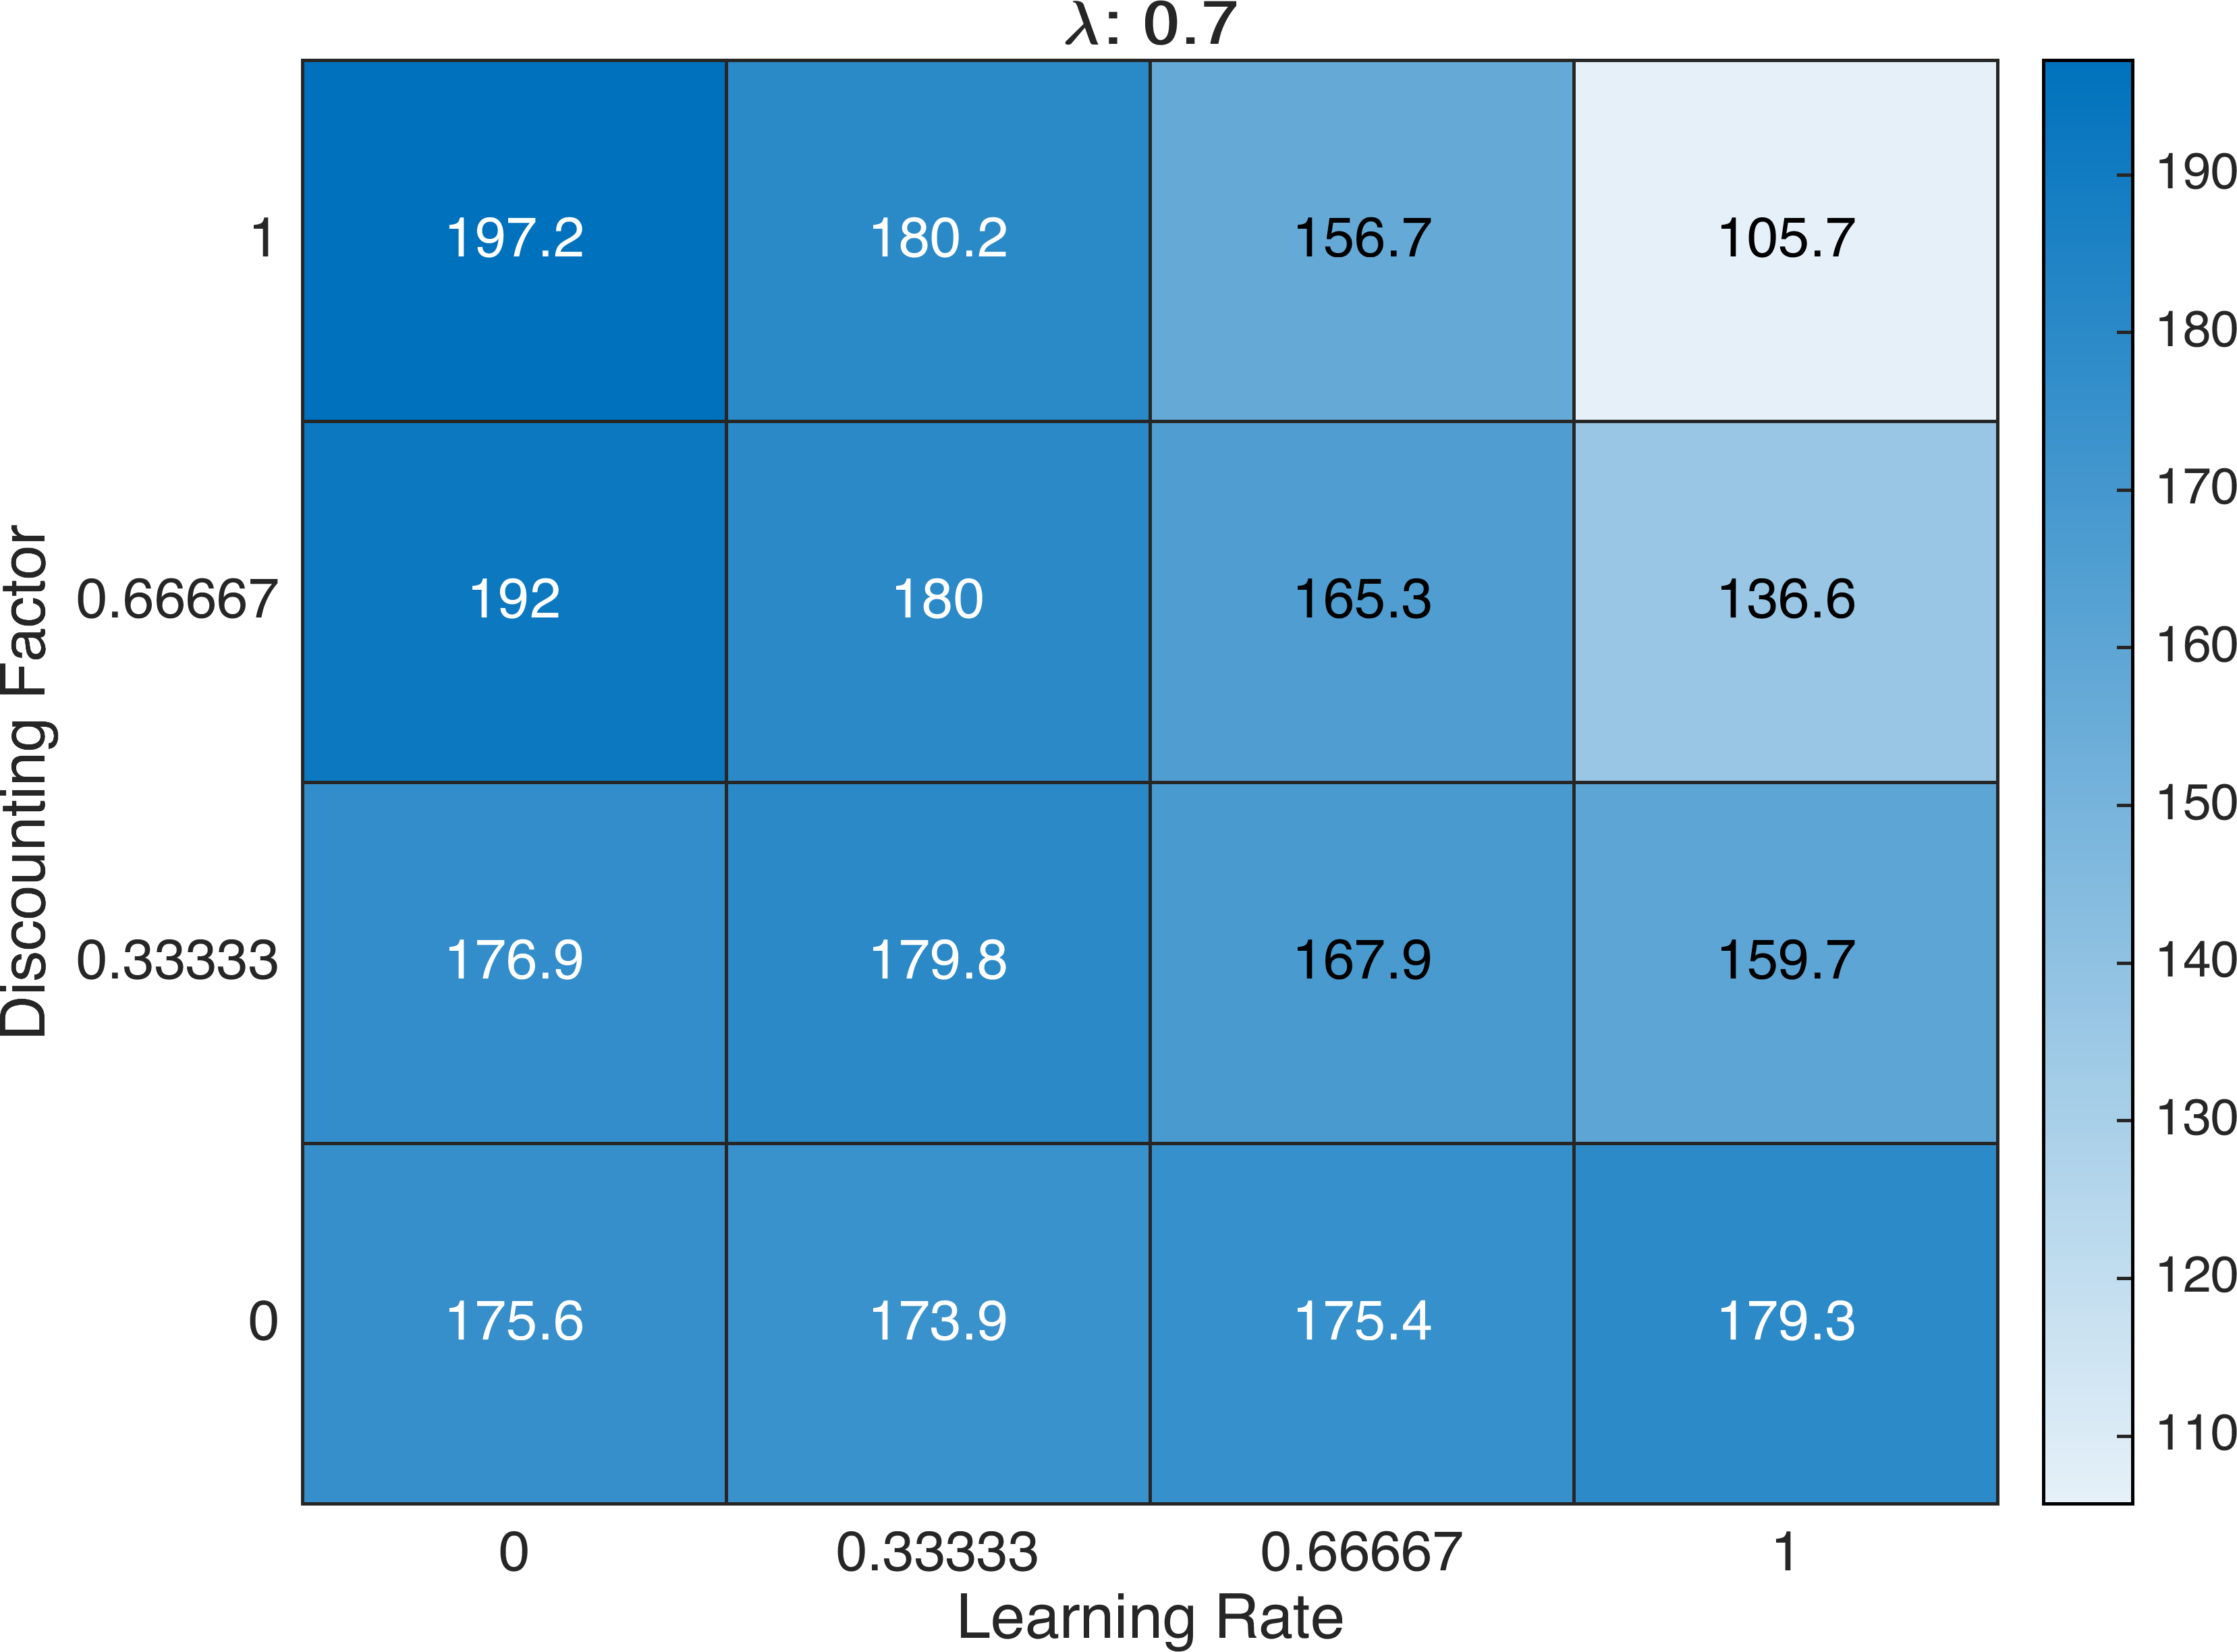 λ: 0.7
1 197.2 180.2 156.7 105.7
0.66667 192 180 165.3 136.6
0.33333 176.9 179.8 167.9 159.7
0 175.6 173.9 175.4 179.3
0 0.33333 0.66667 1
Learning Rate
Discounting Factor
190
180
170
160
150
140
130
120
110